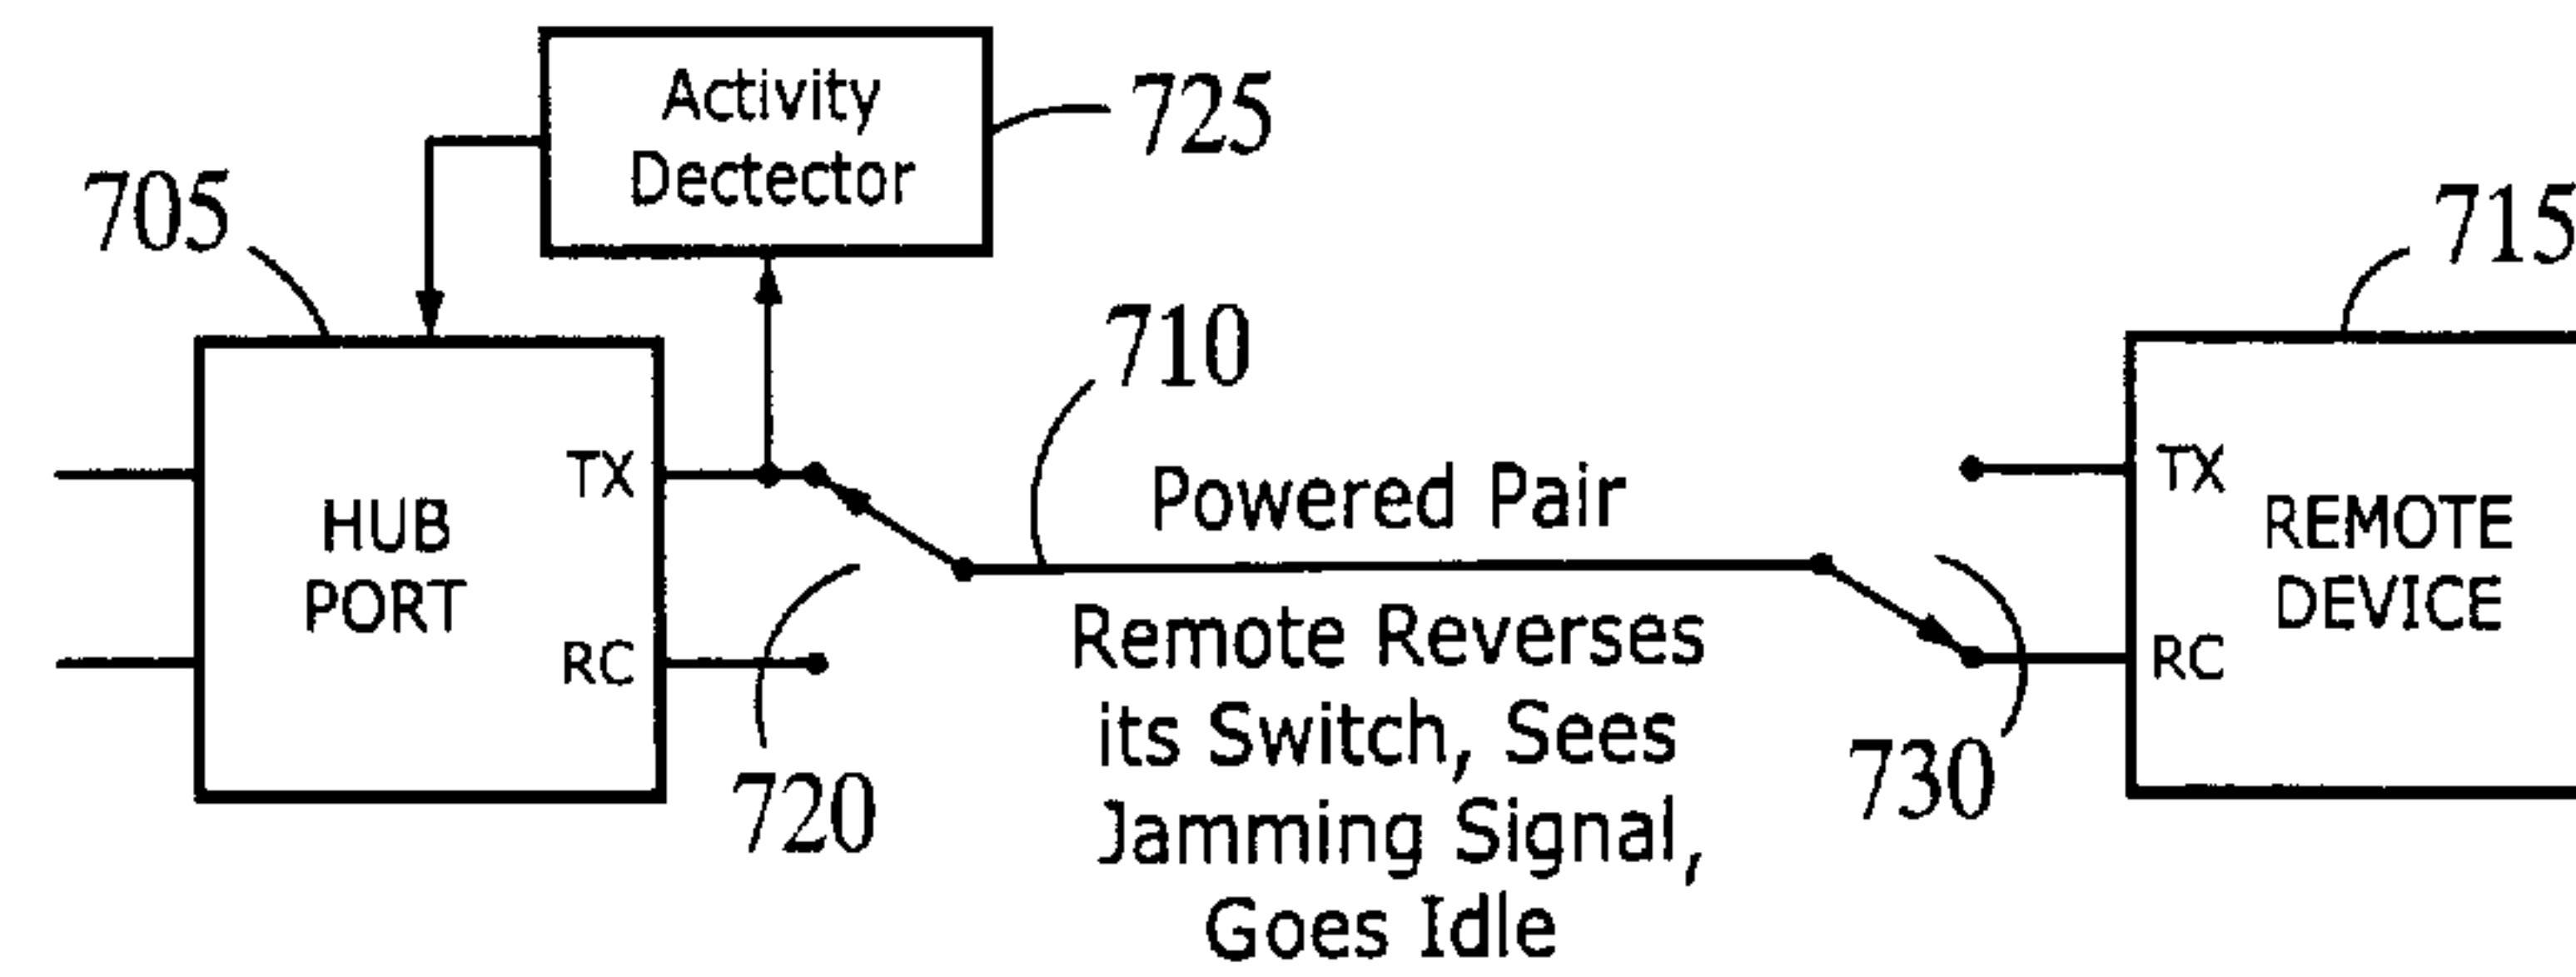 Activity
Dectector
725
705
715
710
HUB
PORT
TX
RC
Powered Pair
Remote Reverses
its Switch, Sees
Jamming Signal,
Goes Idle
720
730
TX
RC
REMOTE
DEVICE